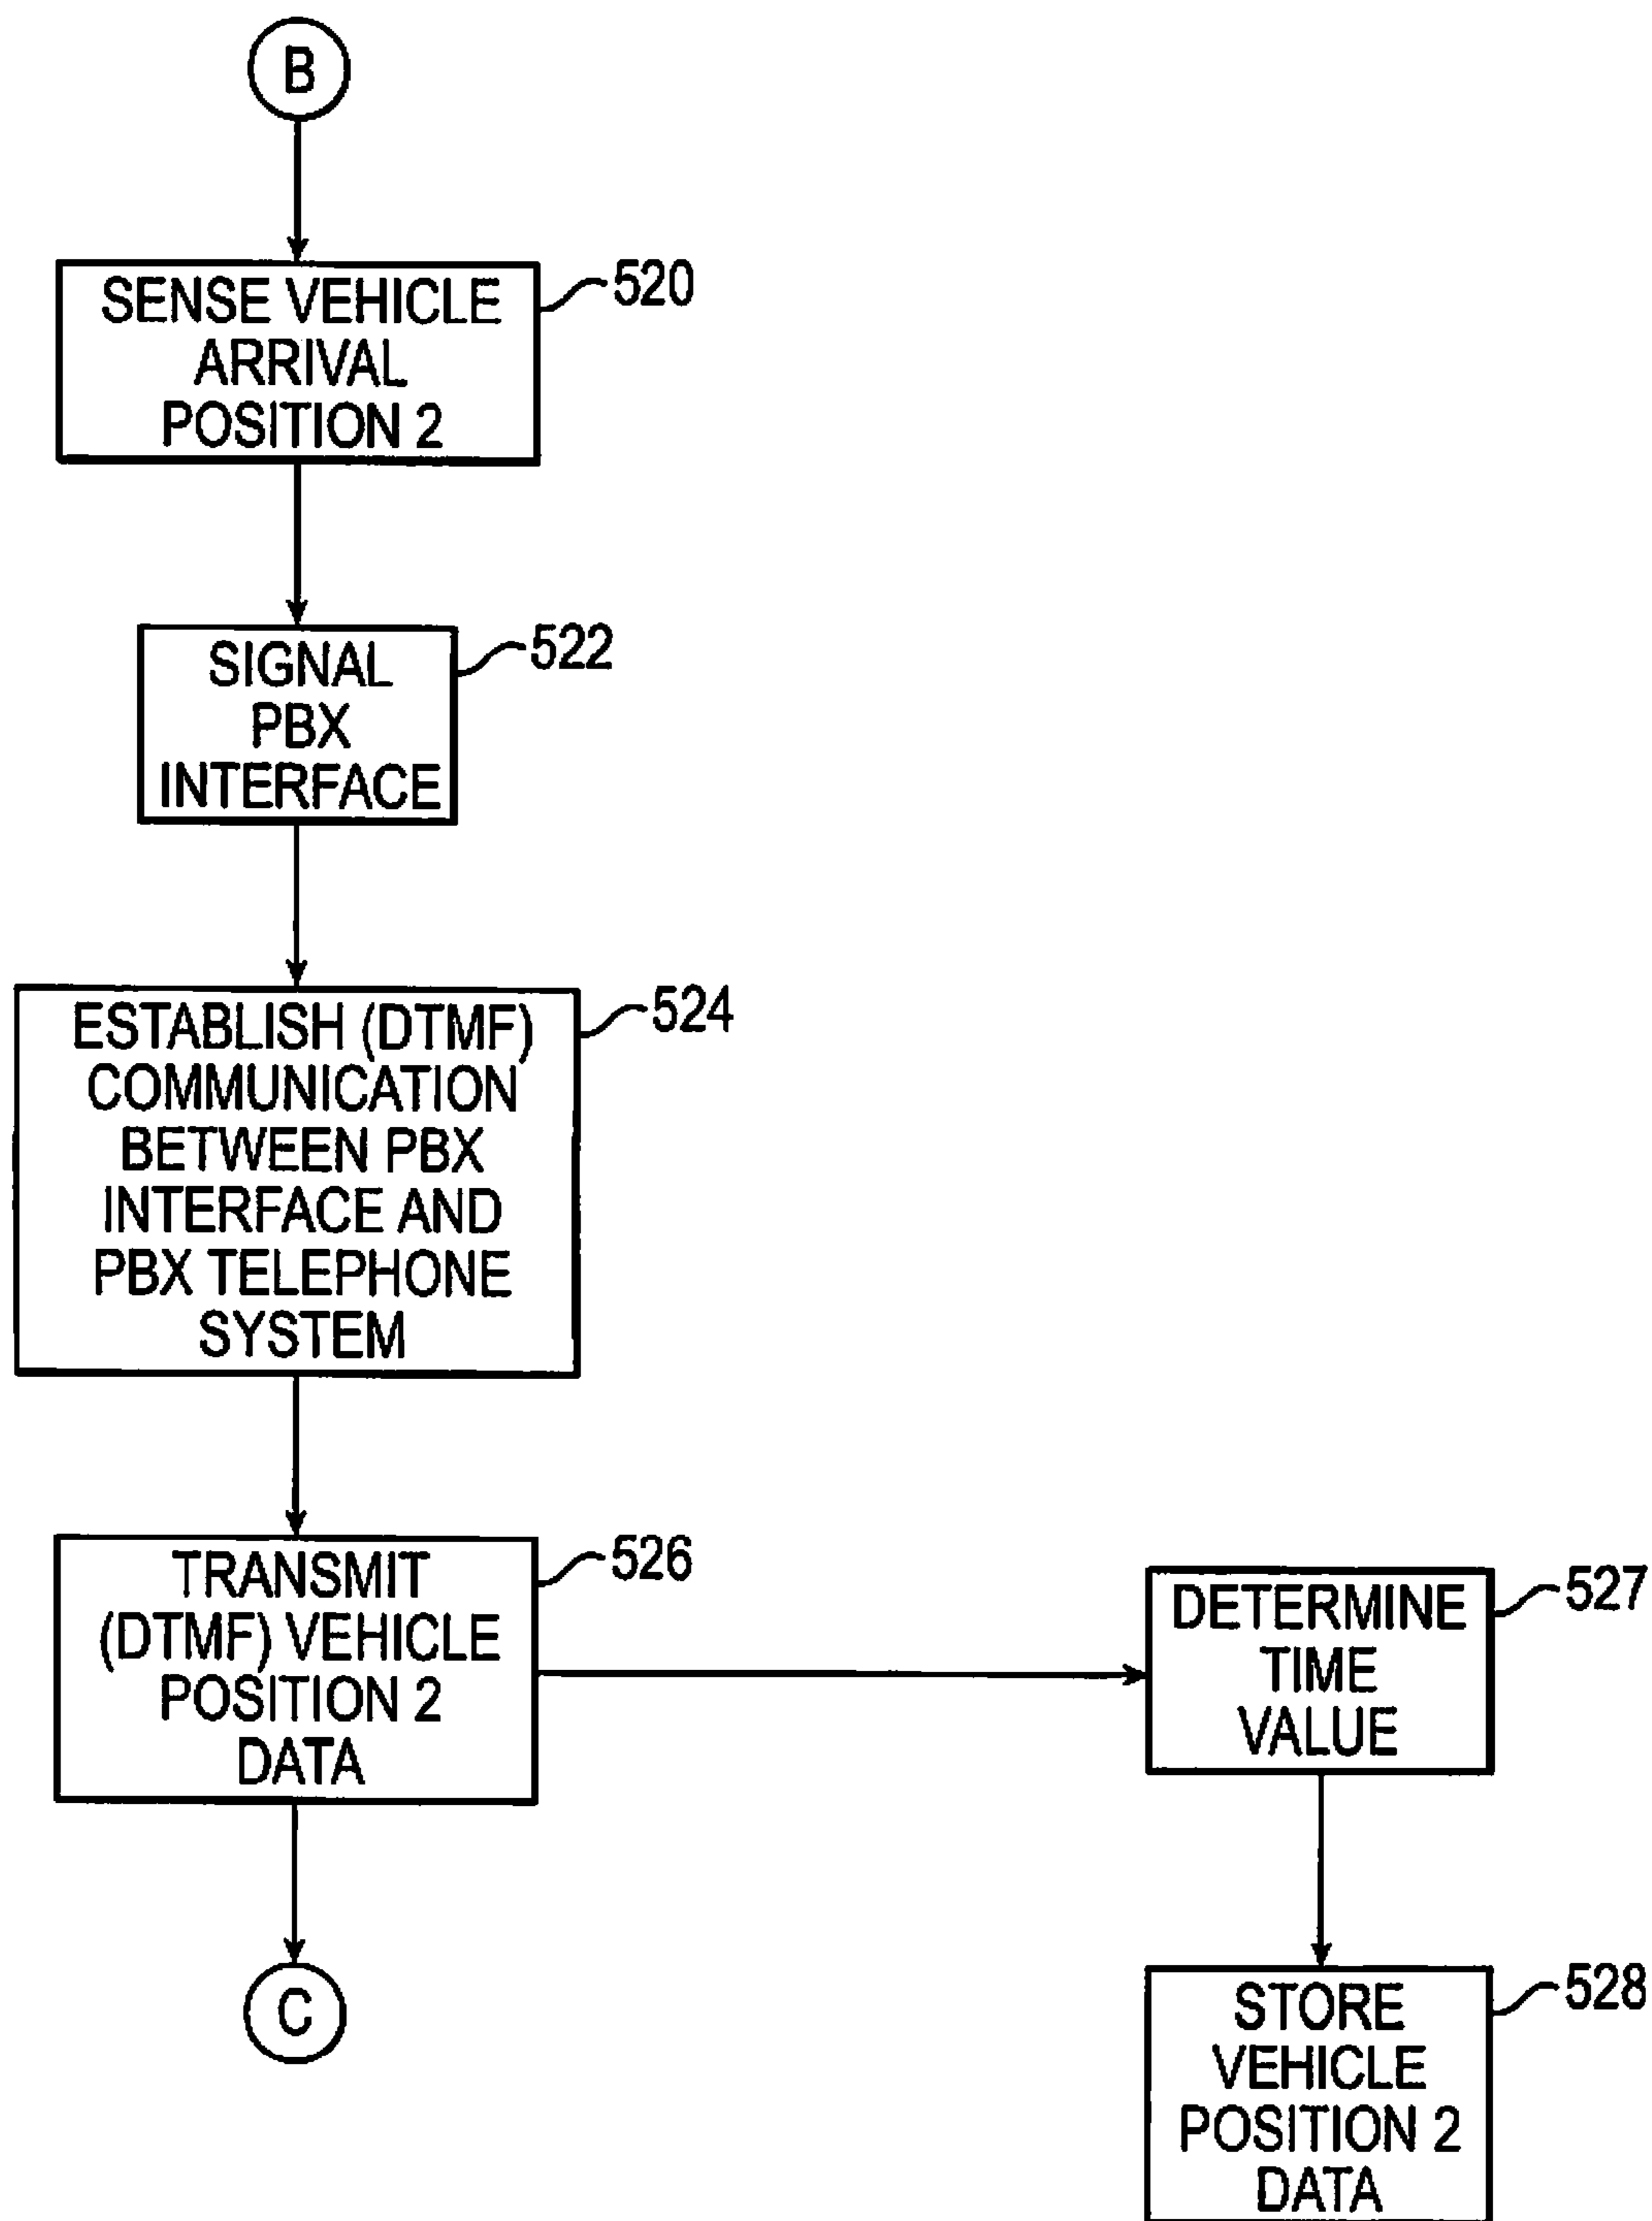 B
SENSE VEHICLE
ARRIVAL
POSITION 2
520
SIGNAL
PBX
INTERFACE
522
ESTABLISH (DTMF)
COMMUNICATION
BETWEEN PBX
INTERFACE AND
PBX TELEPHONE
SYSTEM
524
TRANSMIT
(DTMF) VEHICLE
POSITION 2
DATA
526
DETERMINE
TIME
VALUE
527
C
STORE
VEHICLE
POSITION 2
DATA
528